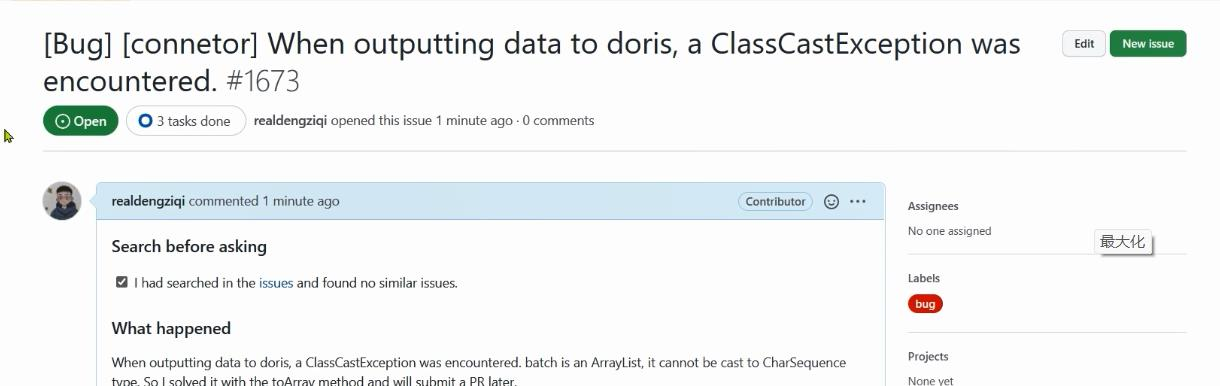 [Bug] [connetor] When outputting data to doris, a ClassCastException was
encountered. #1673
Edit
New issue
Open
3 tasks done
realdengziqi opened this issue 1 minute ago · 0 comments
realdengziqi commented 1 minute ago
Contributor
Search before asking
I had searched in the issues and found no similar issues.
What happened
When outputting data to doris, a ClassCastException was encountered. batch is an ArrayList, it cannot be cast to CharSequence
type. So I solved it with the toArray method and will submit a PR later.
Assignees
No one assigned
最大化
Labels
bug
Projects
None yet